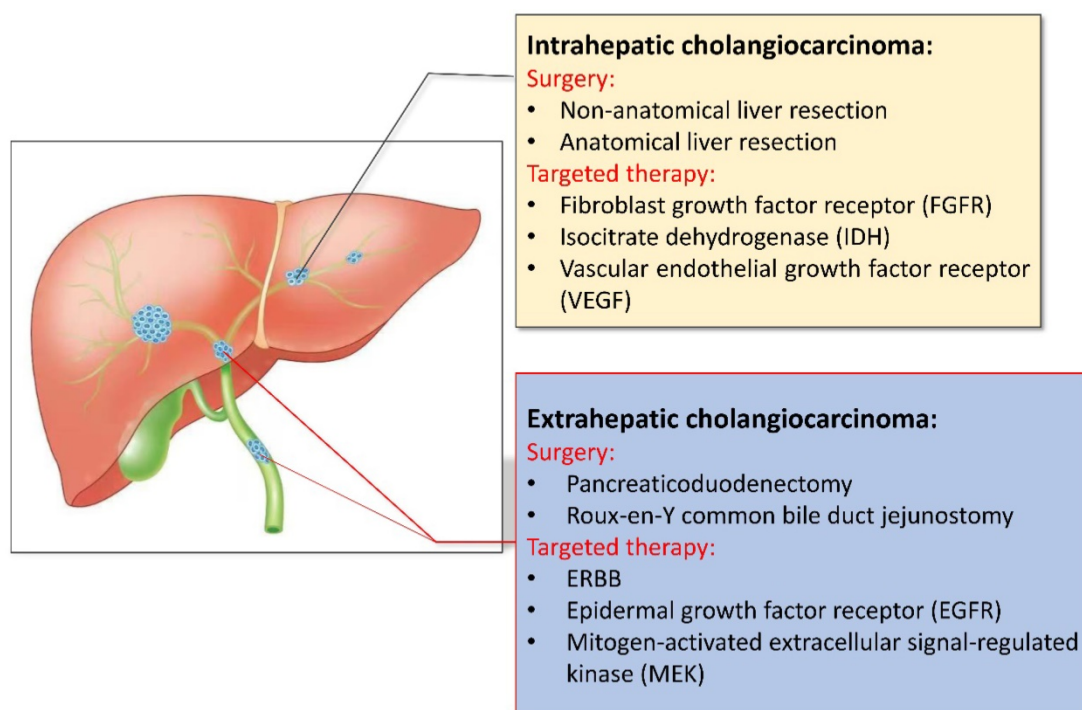 Intrahepatic cholangiocarcinoma:
Surgery:
• Non-anatomical liver resection
• Anatomical liver resection
Targeted therapy:
• Fibroblast growth factor receptor (FGFR)
• Isocitrate dehydrogenase (IDH)
• Vascular endothelial growth factor receptor
(VEGF)
Extrahepatic cholangiocarcinoma:
Surgery:
• Pancreaticoduodenectomy
• Roux-en-Y common bile duct jejunostomy
Targeted therapy:
• ERBB
• Epidermal growth factor receptor (EGFR)
• Mitogen-activated extracellular signal-regulated
kinase (MEK)